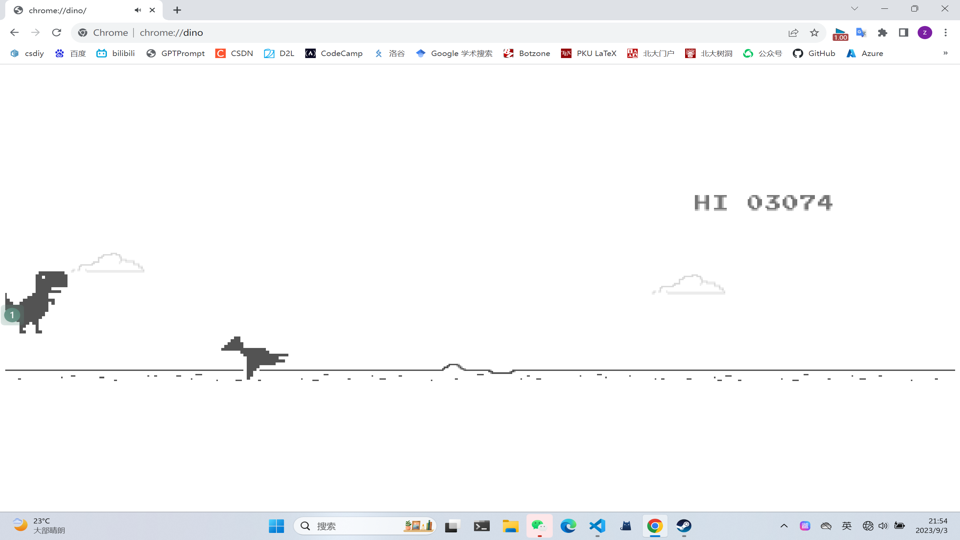 chrome://dino/
Chrome | chrome://dino
1.00
z
csdiy 百度 bilibili GPTPrompt CSDN D2L CodeCamp 洛谷 Google 学术搜索 Botzone PKU LaTeX 北大门户 北大树洞 公众号 GitHub Azure »
HI 03074
1
23°C
大部晴朗
搜索
英
21:54
2023/9/3